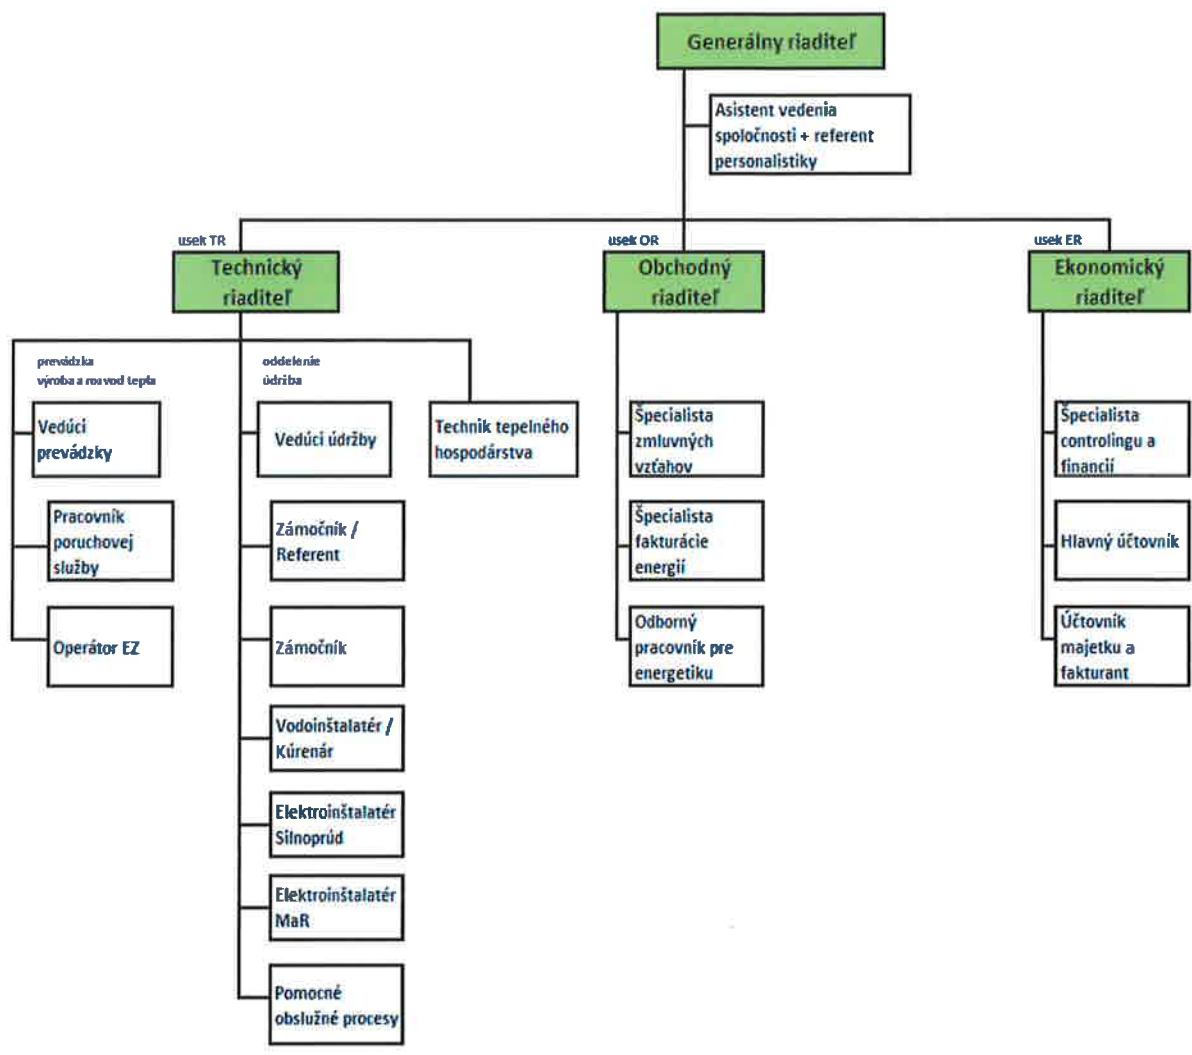 Generálny riaditeľ
Asistent vedenia
spoločnosti + referent
personalistiky
usek TR
Technický
riaditeľ
usek OR
Obchodný
riaditeľ
usek ER
Ekonomický
riaditeľ
prevádzka
výroba a rozvod tepla
Vedúci
prevádzky
Pracovník
poruchovej
služby
Operátor EZ
oddelenie
údržba
Vedúci údržby
Zámočník /
Referent
Zámočník
Vodoinštalatér /
Kúrenár
Elektroinštalatér
Silnoprúd
Elektroinštalatér
MaR
Pomocné
obslužné procesy
Technik tepelného
hospodárstva
Špecialista
zmluvných
vzťahov
Špecialista
fakturácie
energií
Odborný
pracovník pre
energetiku
Špecialista
controlingu a
financií
Hlavný účtovník
Účtovník
majetku a
fakturant